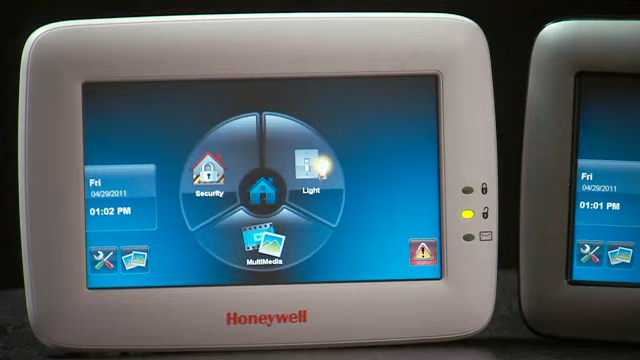 Security
Light
Fri
04/29/2011
01:02 PM
MultiMedia
Honeywell
Fri
04/29/2011
01:01 PM